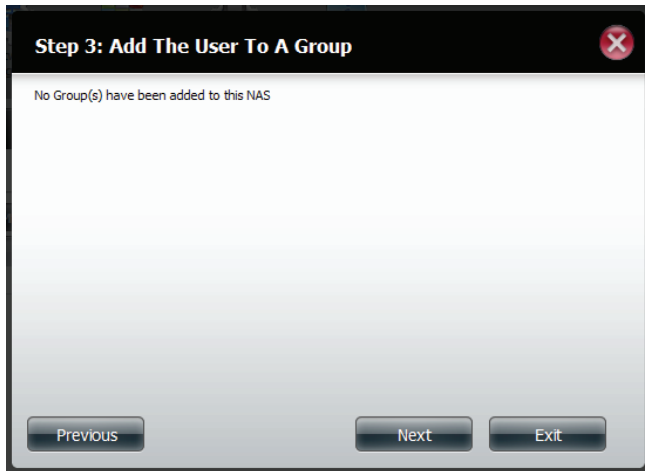 Step 3: Add The User To A Group
No Group(s) have been added to this NAS
Previous
Next
Exit